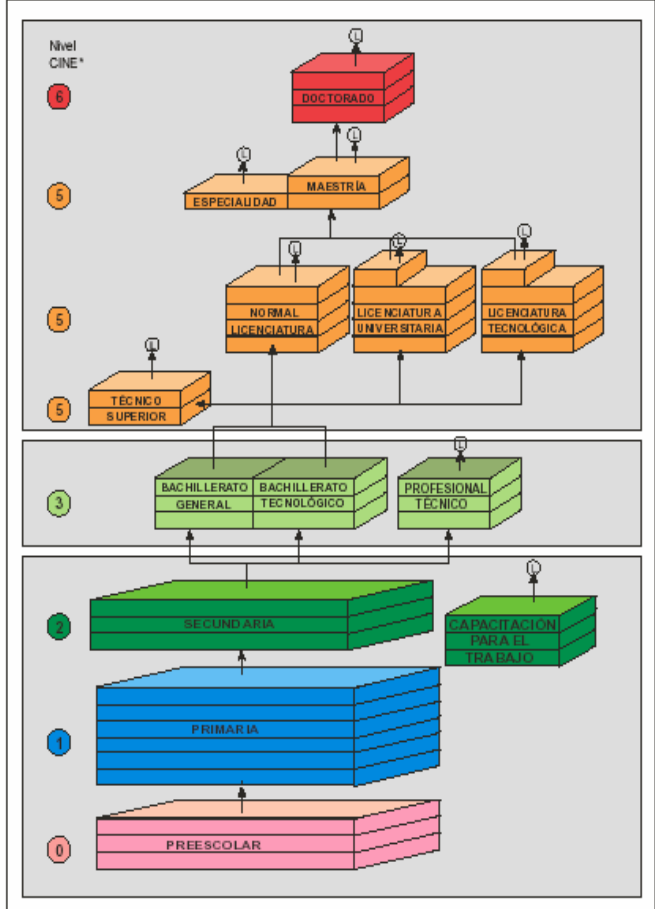 Nivel
CINE*
L
6
DOCTORADO
L
L
5
MAESTRÍA
ESPECIALIDAD
L
L
L
5
NORMAL
LICENCIATURA
LICENCIATURA
UNIVERSITARIA
LICENCIATURA
TECNOLÓGICA
L
5
TÉCNICO
SUPERIOR
L
3
BACHILLERATO
GENERAL
BACHILLERATO
TECNOLÓGICO
PROFESIONAL
TÉCNICO
L
2
SECUNDARIA
CAPACITACIÓN
PARA EL
TRABAJO
1
PRIMARIA
0
PREESCOLAR